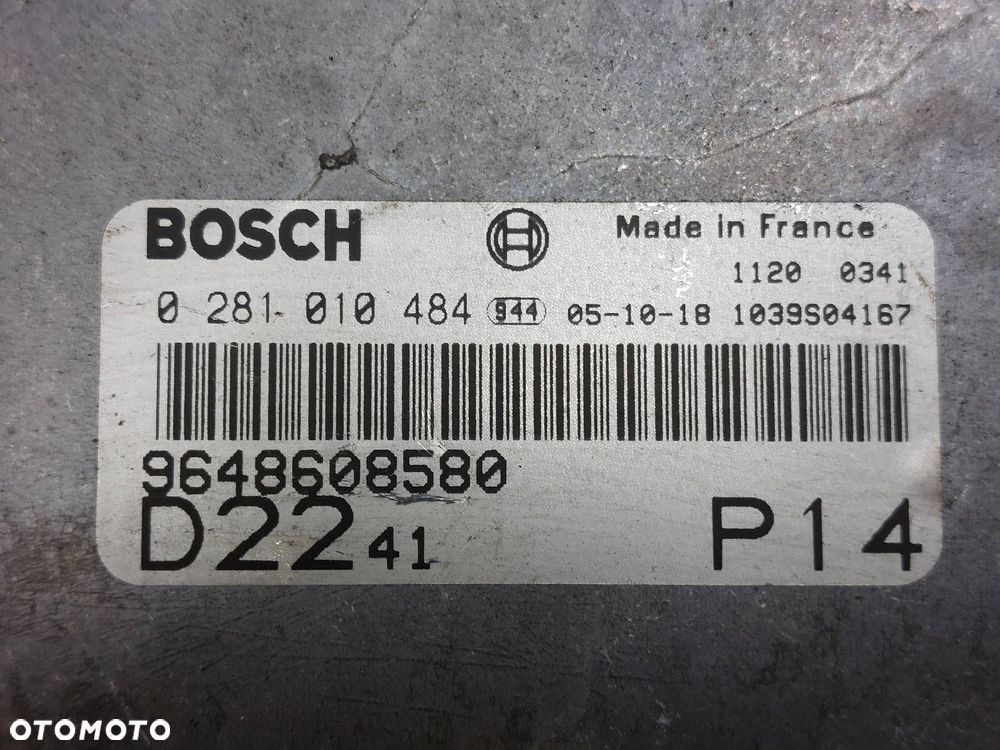 BOSCH Made in France
1120 0341
0 281 010 484 944 05-10-18 1039S04167
9648608580
D22 41 P14
OTOMOTO